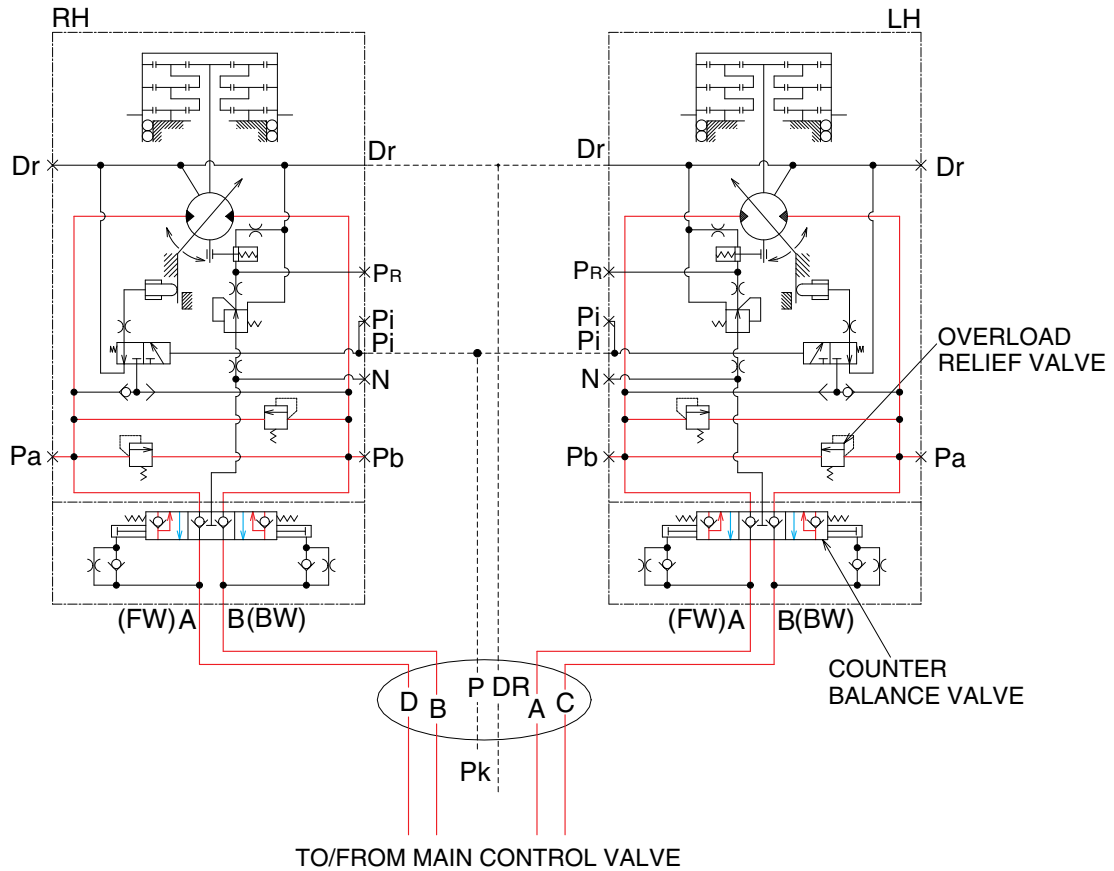 RH
LH
Dr
Dr
Dr
Dr
PR
PR
Pi
Pi
Pi
Pi
N
N
OVERLOAD
RELIEF VALVE
Pa
Pb
Pb
Pa
(FW) A
B(BW)
(FW) A
B(BW)
COUNTER
BALANCE VALVE
D
B
P
DR
A
C
Pk
TO/FROM MAIN CONTROL VALVE